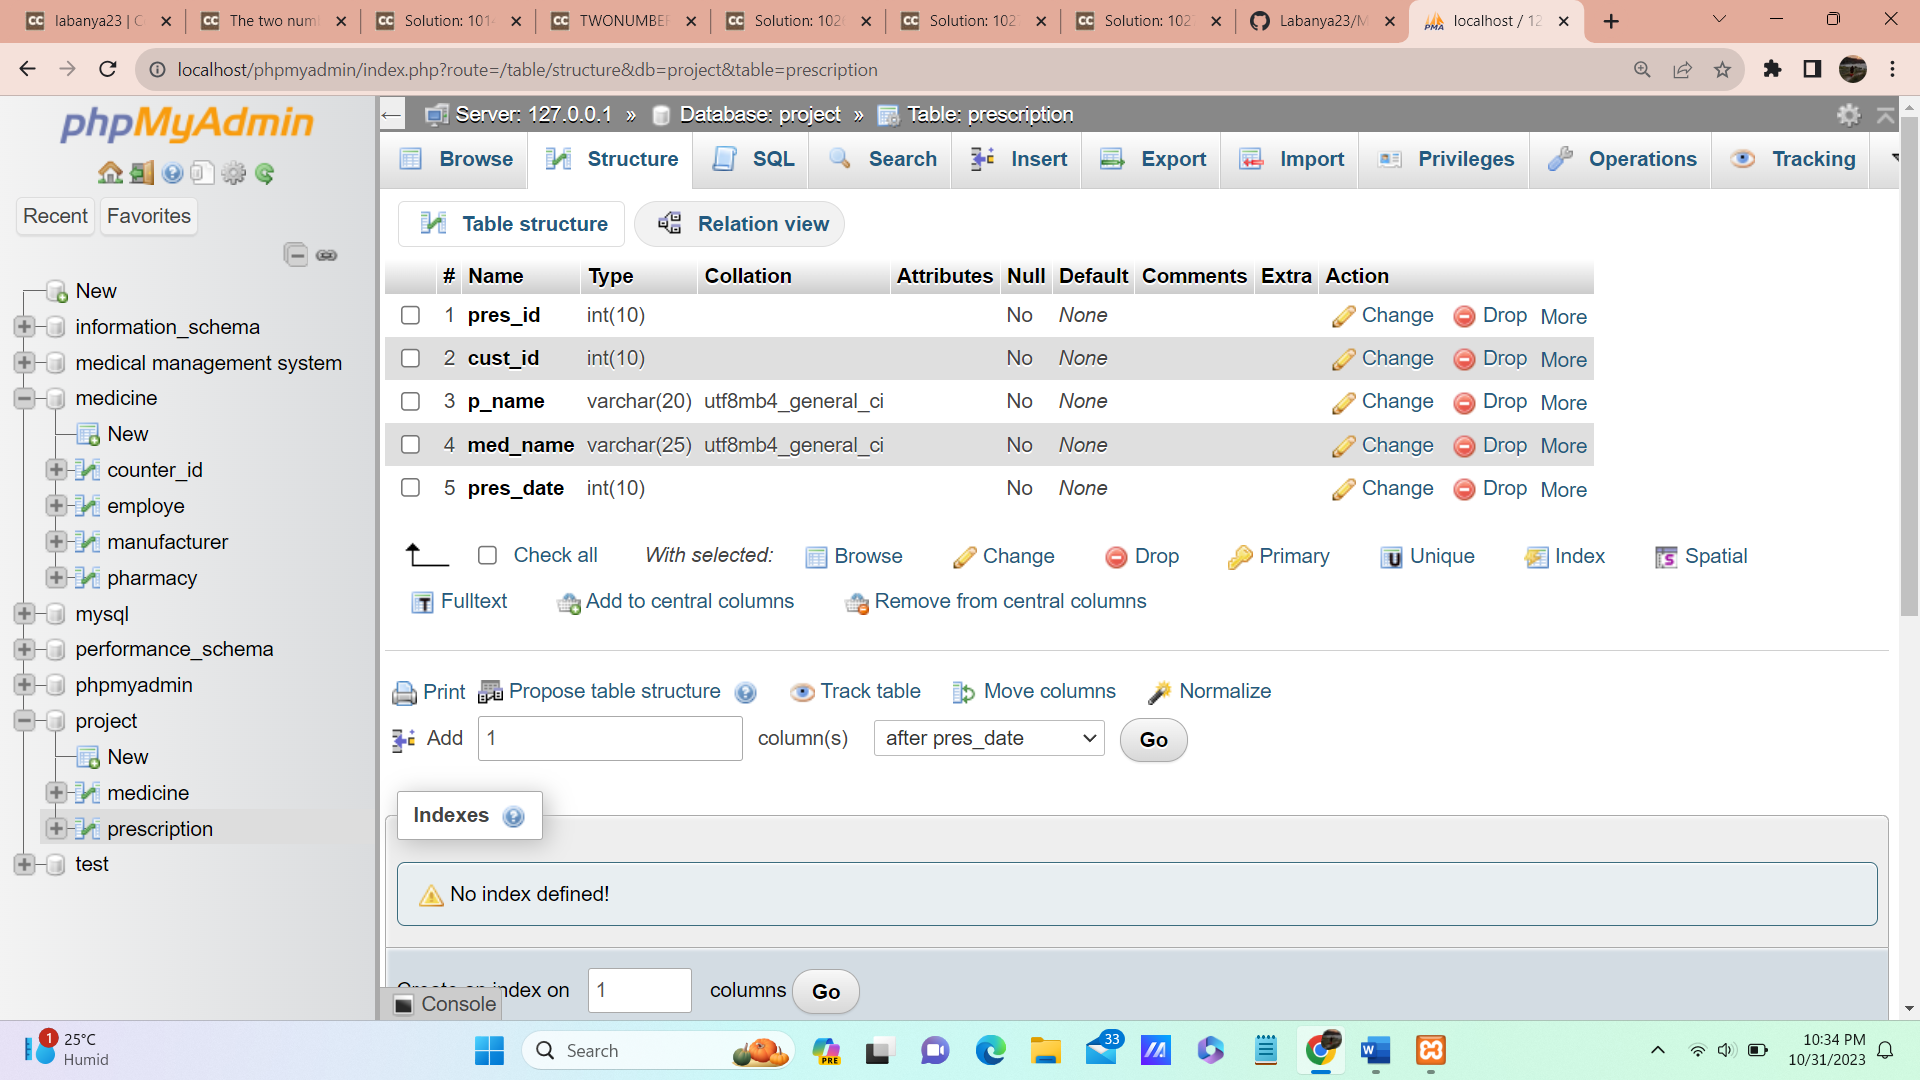 labanya23 | C
The two num
Solution: 101
TWONUMBE
Solution: 102
Solution: 102
Solution: 102
Labanya23/M
localhost / 12
localhost/phpmyadmin/index.php?route=/table/structure&db=project&table=prescription
phpMyAdmin
Recent Favorites
New
information_schema
medical management system
medicine
New
counter_id
employe
manufacturer
pharmacy
mysql
performance_schema
phpmyadmin
project
New
medicine
prescription
test
Server: 127.0.0.1 » Database: project » Table: prescription
Browse Structure SQL Search Insert Export Import Privileges Operations Tracking
Table structure Relation view
# Name Type Collation Attributes Null Default Comments Extra Action
1 pres_id int(10) No None Change Drop More
2 cust_id int(10) No None Change Drop More
3 p_name varchar(20) utf8mb4_general_ci No None Change Drop More
4 med_name varchar(25) utf8mb4_general_ci No None Change Drop More
5 pres_date int(10) No None Change Drop More
Check all With selected: Browse Change Drop Primary Unique Index Spatial
Fulltext Add to central columns Remove from central columns
Print Propose table structure Track table Move columns Normalize
Add 1 column(s) after pres_date Go
Indexes
No index defined!
Create an index on 1 columns Go
Console
1
25°C
Humid
Search
PRE
33
10:34 PM
10/31/2023